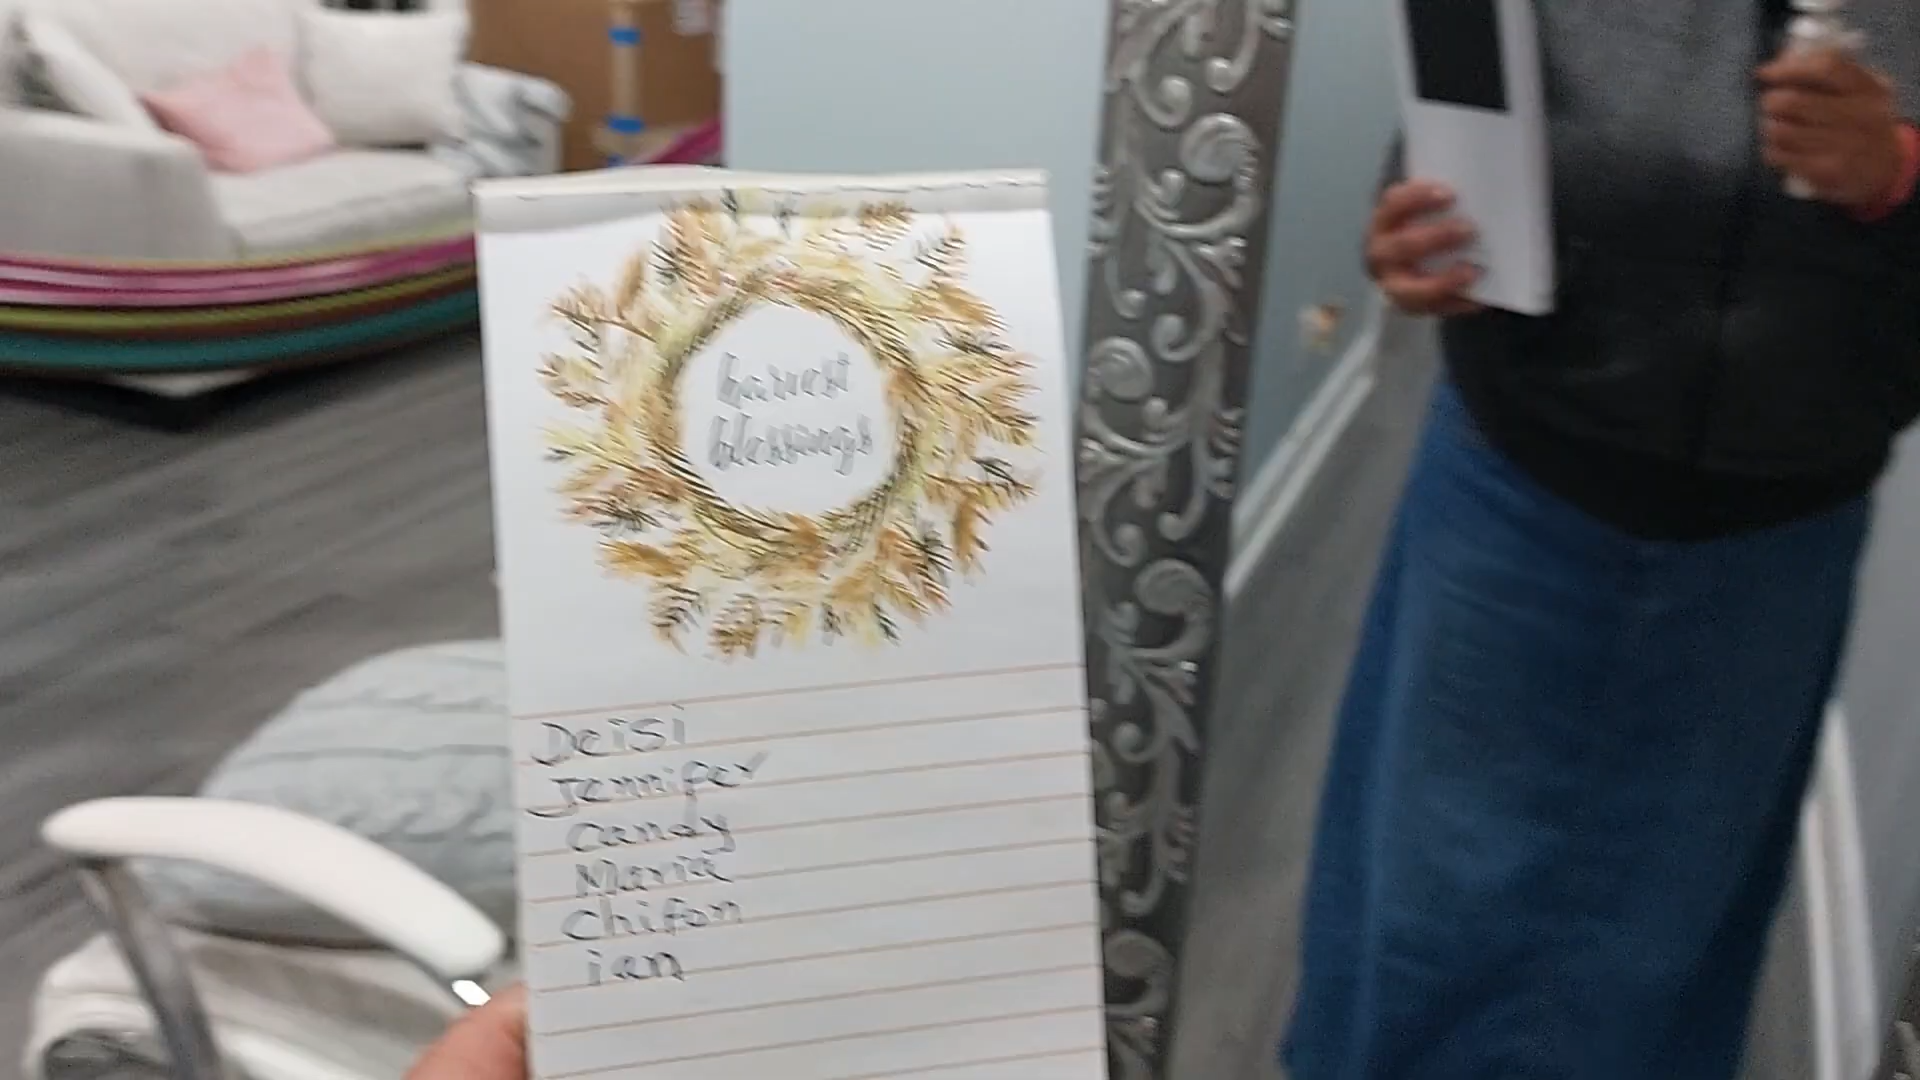 harvest
blessings
Deisi
Jennifer
Candy
Maria
Chifon
ian